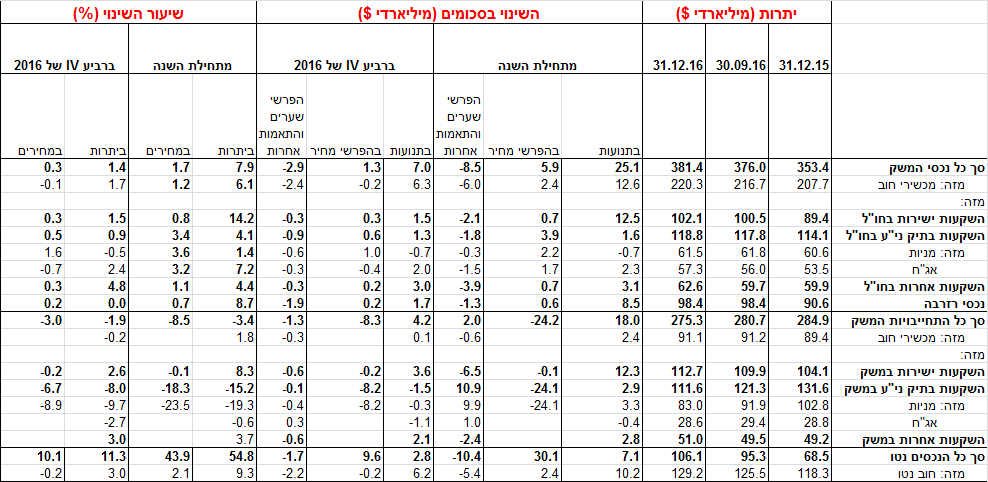 יתרות (מיליארדי $) השינוי בסכומים (מיליארדי $) שיעור השינוי (%)
31.12.15 30.09.16 31.12.16 מתחילת השנה ברביע IV של 2016 מתחילת השנה ברביע IV של 2016
בתנועות בהפרשי מחיר הפרשי שערים והתאמות אחרות בתנועות בהפרשי מחיר הפרשי שערים והתאמות אחרות ביתרות במחירים ביתרות במחירים
סך כל נכסי המשק 353.4 376.0 381.4 25.1 5.9 -8.5 7.0 1.3 -2.9 7.9 1.7 1.4 0.3
מזה: מכשירי חוב 207.7 216.7 220.3 12.6 2.4 -6.0 6.3 -0.2 -2.4 6.1 1.2 1.7 -0.1
מזה:
השקעות ישירות בחו"ל 89.4 100.5 102.1 12.5 0.7 -2.1 1.5 0.3 -0.3 14.2 0.8 1.5 0.3
השקעות בתיק ני"ע בחו"ל 114.1 117.8 118.8 1.6 3.9 -1.8 1.3 0.6 -0.9 4.1 3.4 0.9 0.5
מזה: מניות 60.6 61.8 61.5 -0.7 2.2 -0.3 -0.7 1.0 -0.6 1.4 3.6 -0.5 1.6
אג"ח 53.5 56.0 57.3 2.3 1.7 -1.5 2.0 -0.4 -0.3 7.2 3.2 2.4 -0.7
השקעות אחרות בחו"ל 59.9 59.7 62.6 3.1 0.7 -3.9 3.0 0.2 -0.3 4.4 1.1 4.8 0.3
נכסי רזרבה 90.6 98.4 98.4 8.5 0.6 -1.3 1.7 0.2 -1.9 8.7 0.7 0.0 0.2
סך כל התחייבויות המשק 284.9 280.7 275.3 18.0 -24.2 2.0 4.2 -8.3 -1.3 -3.4 -8.5 -1.9 -3.0
מזה: מכשירי חוב 89.4 91.2 91.1 2.4 -0.6 0.1 -0.3 1.8 -0.2
מזה:
השקעות ישירות במשק 104.1 109.9 112.7 12.3 -0.1 -6.5 3.6 -0.2 -0.6 8.3 -0.1 2.6 -0.2
השקעות בתיק ני"ע במשק 131.6 121.3 111.6 2.9 -24.1 10.9 -1.5 -8.2 -0.1 -15.2 -18.3 -8.0 -6.7
מזה: מניות 102.8 91.9 83.0 3.3 -24.1 9.9 -0.3 -8.2 -0.4 -19.3 -23.5 -9.7 -8.9
אג"ח 28.8 29.4 28.6 -0.4 1.0 -1.1 0.3 -0.6 -2.7
השקעות אחרות במשק 49.2 49.5 51.0 2.8 -2.4 2.1 -0.6 3.7 3.0
סך כל הנכסים נטו 68.5 95.3 106.1 7.1 30.1 -10.4 2.8 9.6 -1.7 54.8 43.9 11.3 10.1
מזה: חוב נטו 118.3 125.5 129.2 10.2 2.4 -5.4 6.2 -0.2 -2.2 9.3 2.1 3.0 -0.2